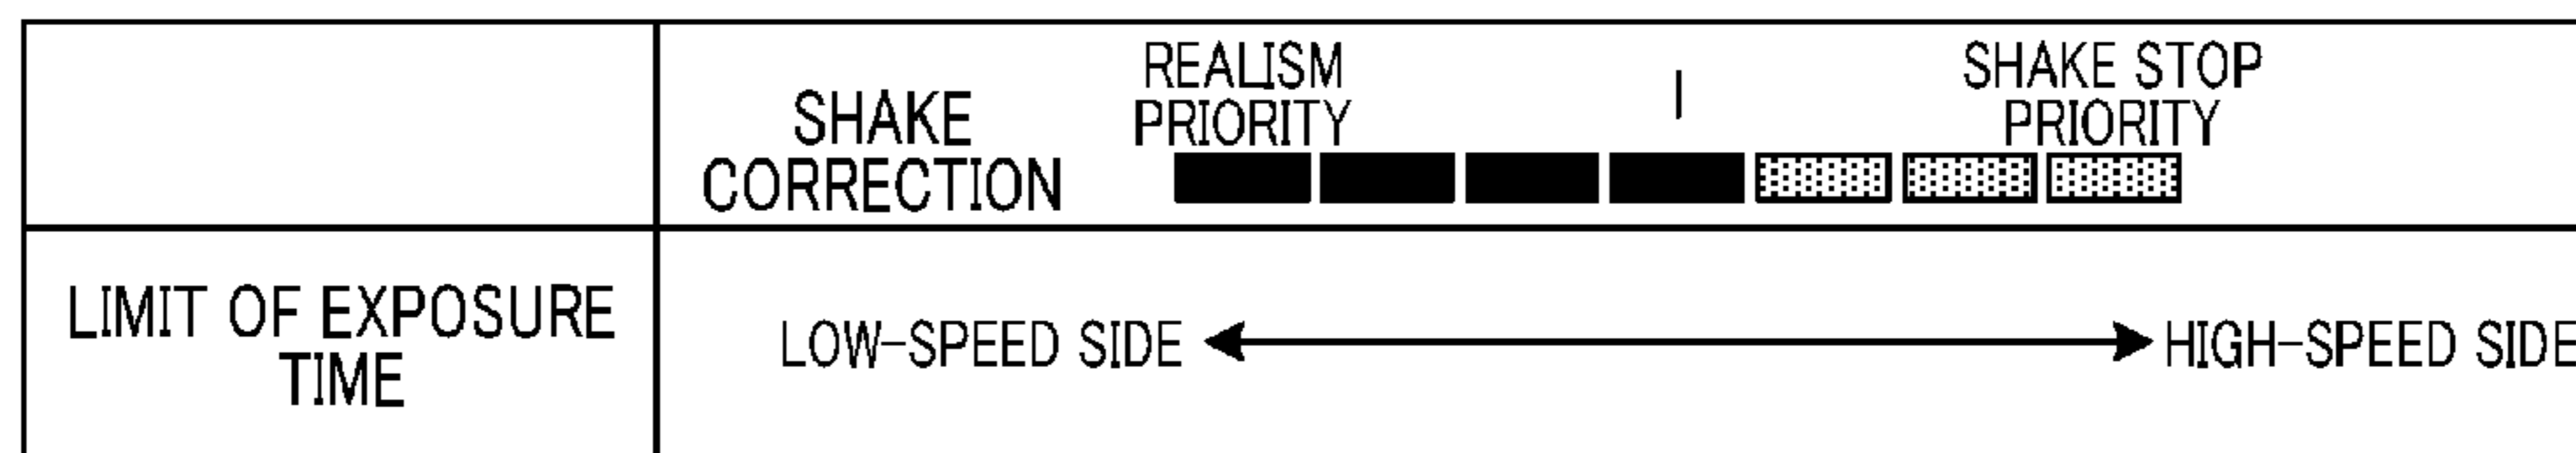 SHAKE
CORRECTION
REALISM
PRIORITY
SHAKE STOP
PRIORITY
LIMIT OF EXPOSURE
TIME
LOW-SPEED SIDE
HIGH-SPEED SIDE